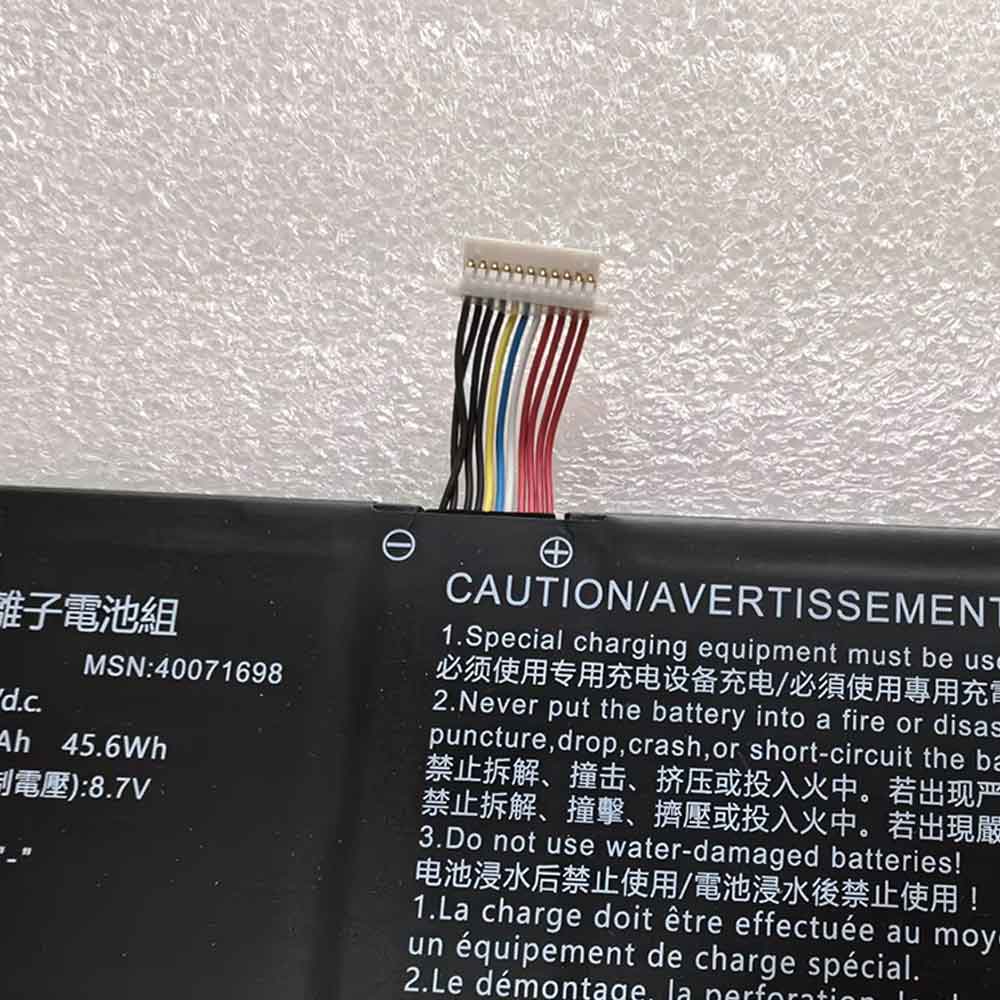 離子電池組
MSN:40071698
/d.c.
Ah 45.6Wh
制電壓):8.7V
"-"
CAUTION/AVERTISSEMENT
1.Special charging equipment must be use
必须使用专用充电设备充电/必須使用專用充電
2.Never put the battery into a fire or disas
puncture,drop,crash,or short-circuit the ba
禁止拆解、撞击、挤压或投入火中。若出现严
禁止拆解、撞擊、擠壓或投入火中。若出現嚴
3.Do not use water-damaged batteries!
电池浸水后禁止使用/電池浸水後禁止使用!
1.La charge doit être effectuée au moye
un équipement de charge spécial.
2.Le démontage, la perforation